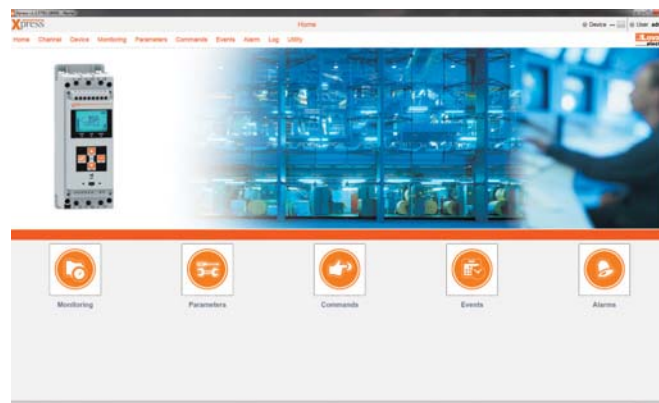 Xpress
Home
Device
User
Home Channel Device Monitoring Parameters Commands Events Alarm Log Utility
Monitoring
Parameters
Commands
Events
Alarms